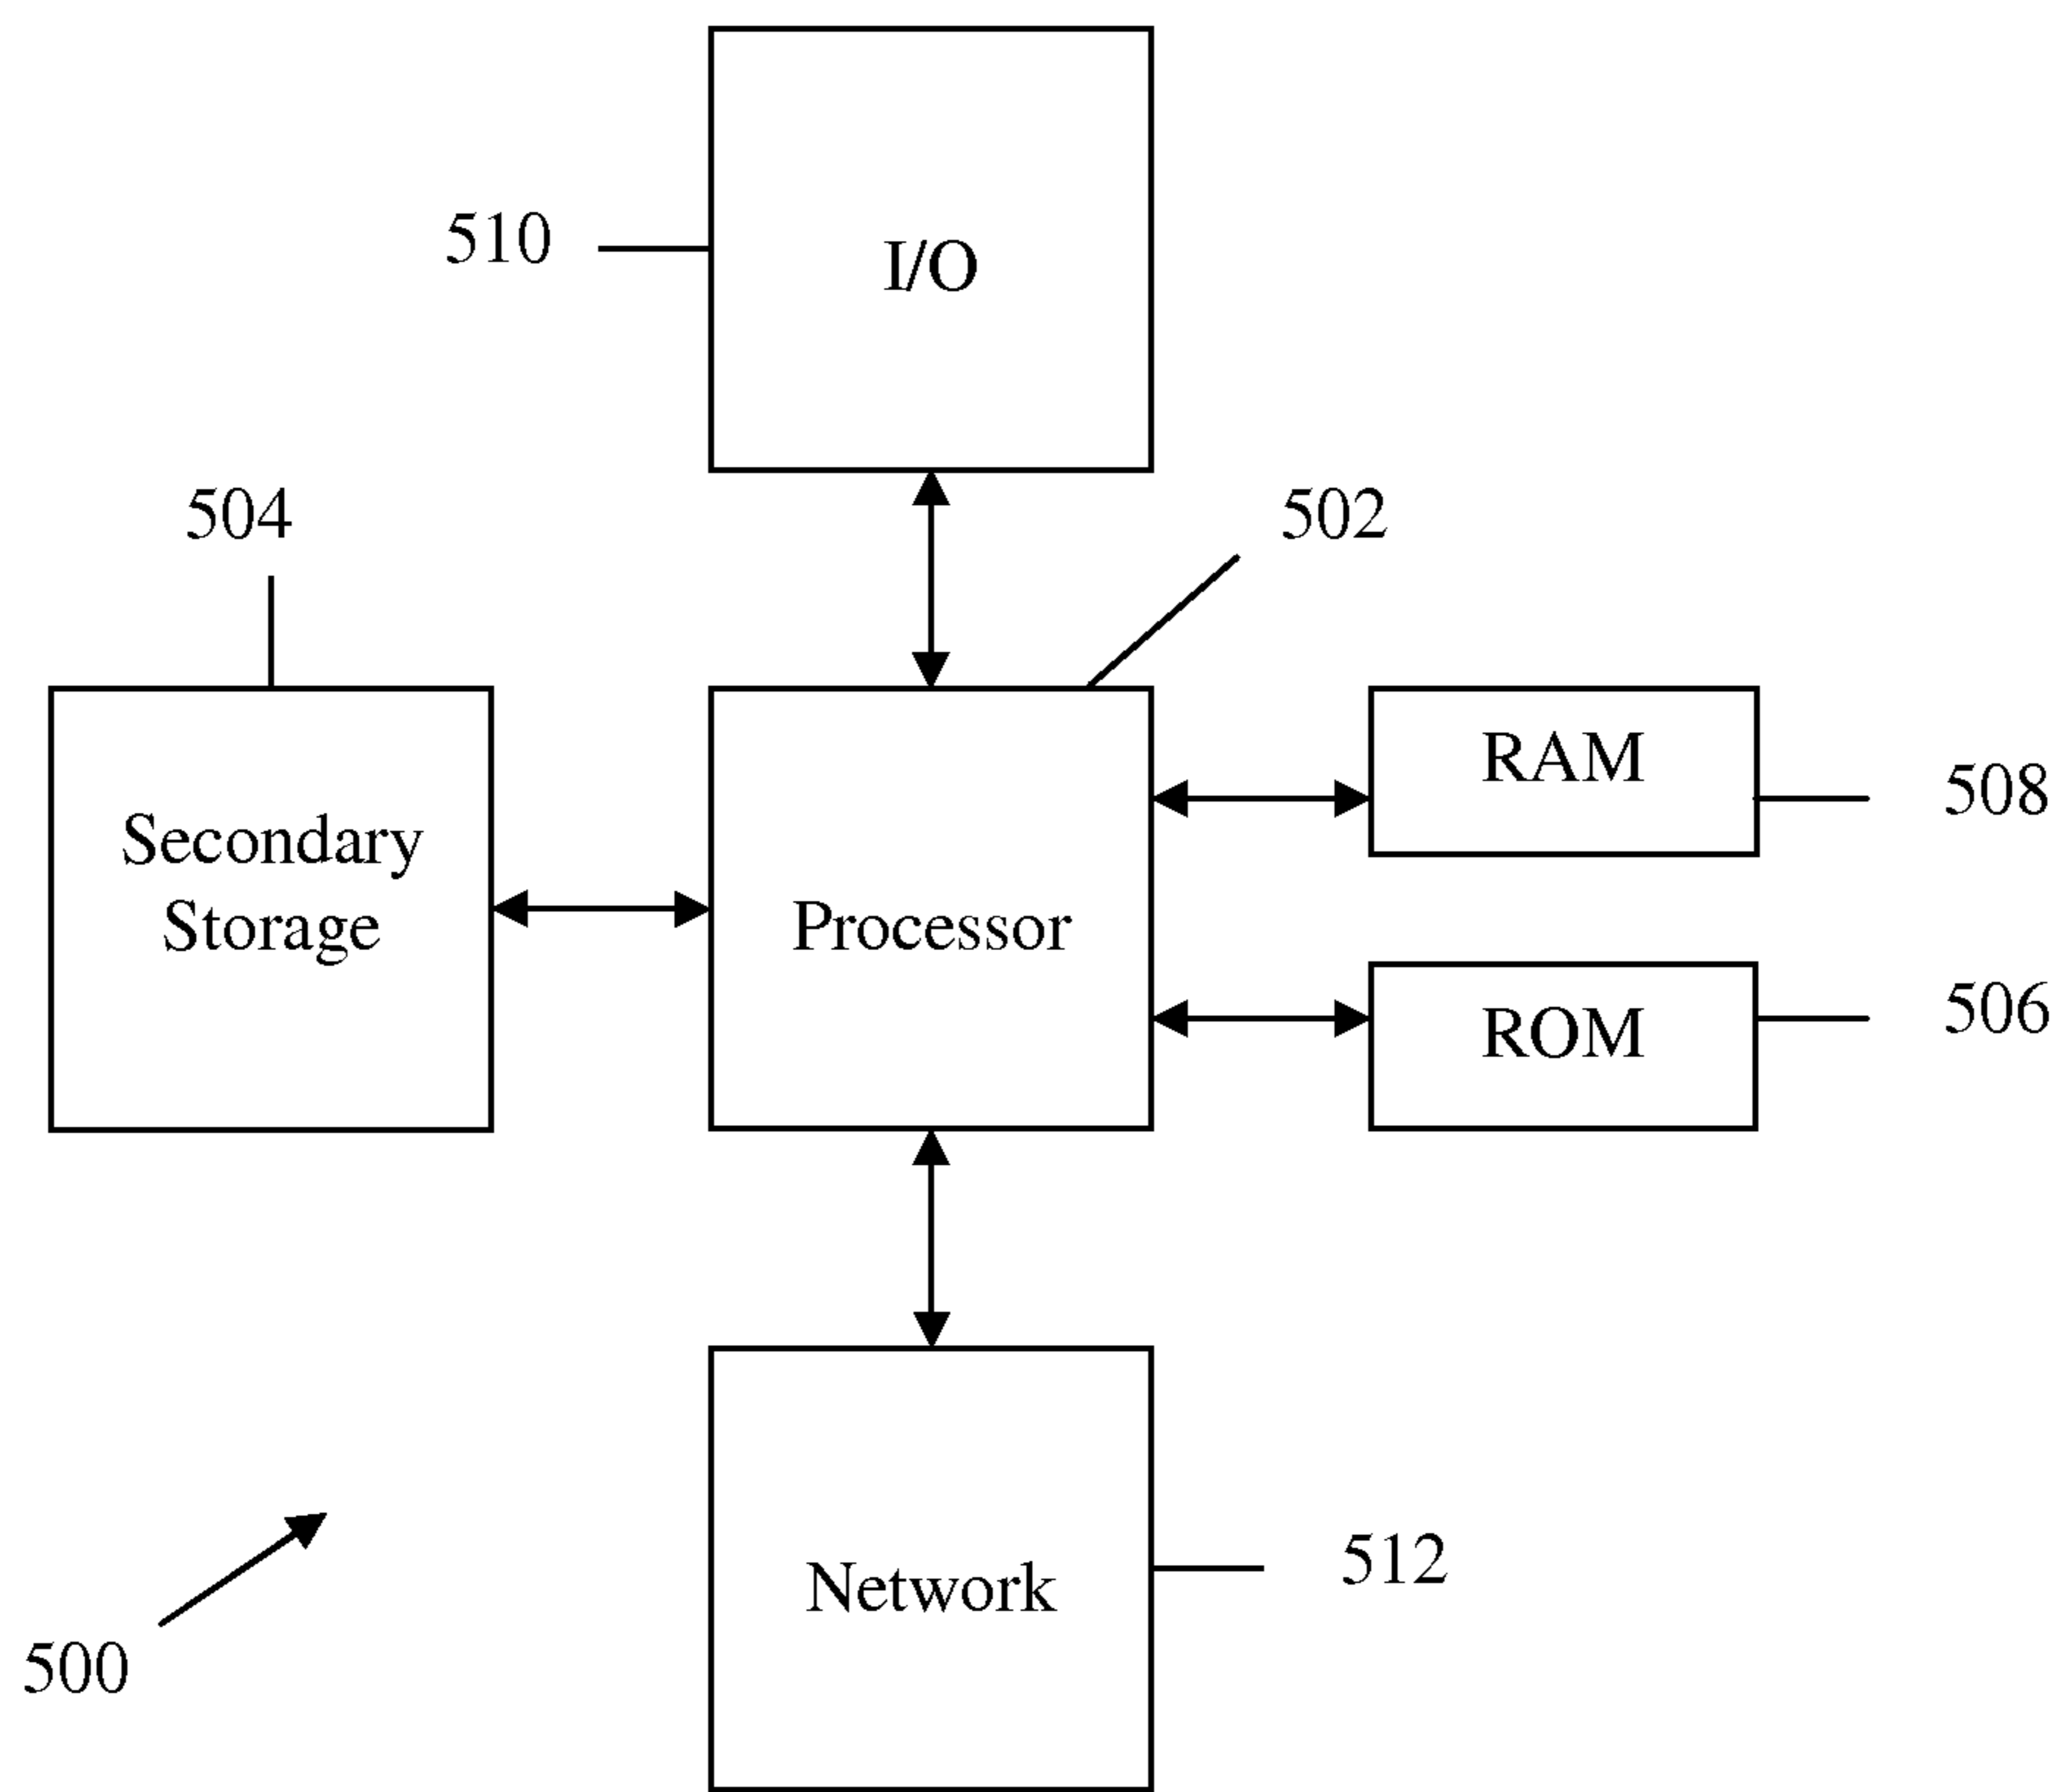 510
I/O
504
502
Secondary
Storage
Processor
RAM
508
ROM
506
Network
512
500